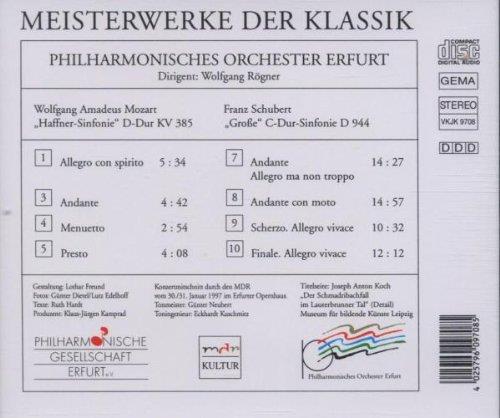 MEISTERWERKE DER KLASSIK
PHILHARMONISCHES ORCHESTER ERFURT
Dirigent: Wolfgang Rögner
COMPACT
disc
DIGITAL AUDIO
GEMA
STEREO
VKJK 9708
DDD
Wolfgang Amadeus Mozart
„Haffner-Sinfonie“ D-Dur KV 385
1 Allegro con spirito 5 : 34
3 Andante 4 : 42
4 Menuetto 2 : 54
5 Presto 4 : 08
Franz Schubert
„Große“ C-Dur-Sinfonie D 944
7 Andante 14 : 27
Allegro ma non troppo
8 Andante con moto 14 : 57
9 Scherzo. Allegro vivace 10 : 32
10 Finale. Allegro vivace 12 : 12
Gestaltung: Lothar Freund
Fotos: Günter Dietel/Lutz Edelhoff
Texte: Ruth Hardt
Produzent: Klaus-Jürgen Kamprad
Konzertmitschnitt durch den MDR
vom 30./31. Januar 1997 im Erfurter Opernhaus
Tonmeister: Günter Neubert
Toningenieur: Eckhardt Kuschmitz
Titelseite: Joseph Anton Koch
„Der Schmadribachfall
im Lauterbrunner Tal“ (Detail)
Museum für bildende Künste Leipzig
PHILHARMONISCHE
GESELLSCHAFT
ERFURT e.V.
mdr
KULTUR
Philharmonisches Orchester Erfurt
4 025796 097085